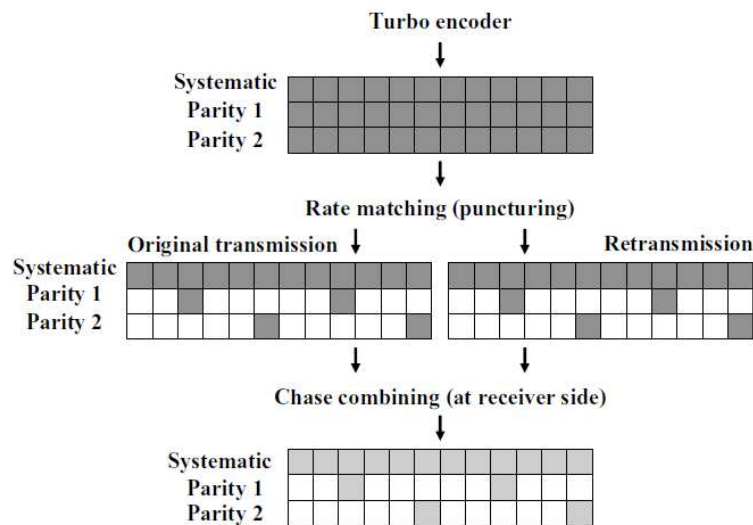 Turbo encoder
Systematic
Parity 1
Parity 2
Rate matching (puncturing)
Original transmission
Retransmission
Systematic
Parity 1
Parity 2
Chase combining (at receiver side)
Systematic
Parity 1
Parity 2